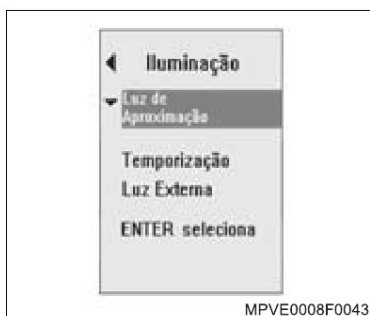 Iluminação
Luz de
Aproximação
Temporização
Luz Externa
ENTER seleciona
MPVE0008F0043